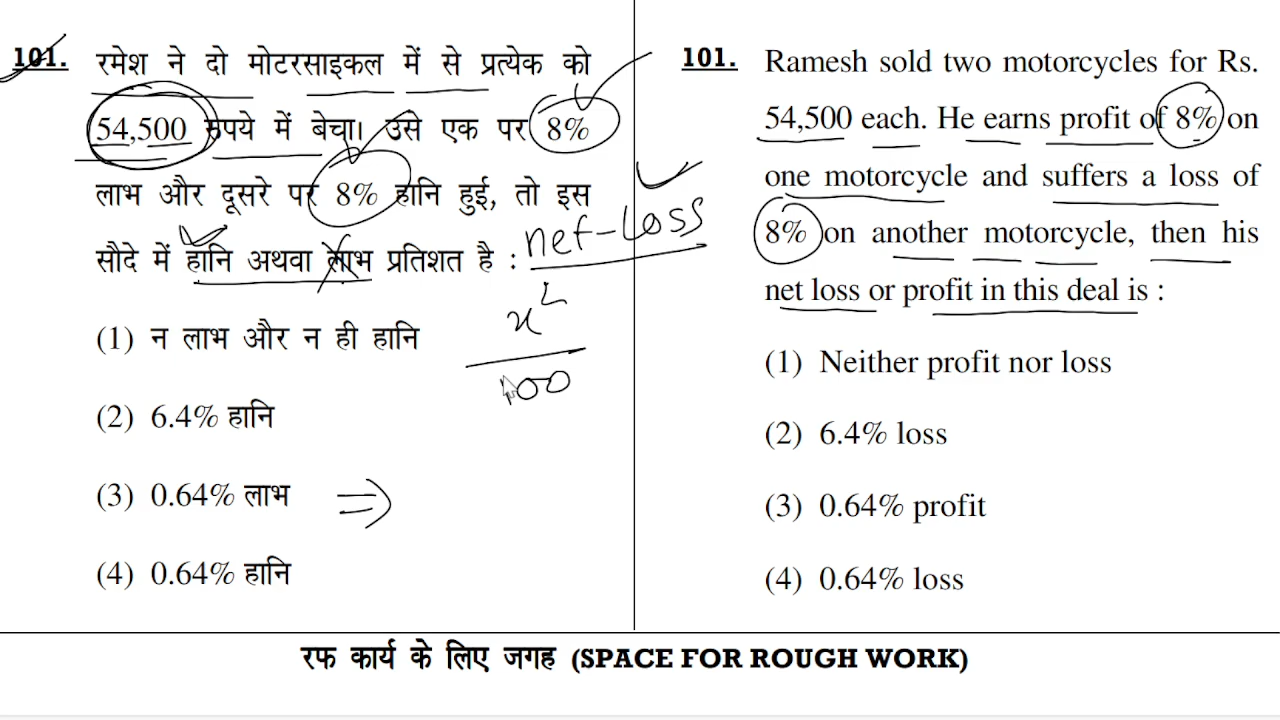 101. रमेश ने दो मोटरसाइकल में से प्रत्येक को
54,500 रुपये में बेचा। उसे एक पर 8%
लाभ और दूसरे पर 8% हानि हुई, तो इस
सौदे में हानि अथवा लाभ प्रतिशत है :
net-loss
x²
100
(1) न लाभ और न ही हानि
(2) 6.4% हानि
(3) 0.64% लाभ
(4) 0.64% हानि
101. Ramesh sold two motorcycles for Rs.
54,500 each. He earns profit of 8% on
one motorcycle and suffers a loss of
8% on another motorcycle, then his
net loss or profit in this deal is :
(1) Neither profit nor loss
(2) 6.4% loss
(3) 0.64% profit
(4) 0.64% loss
रफ कार्य के लिए जगह (SPACE FOR ROUGH WORK)